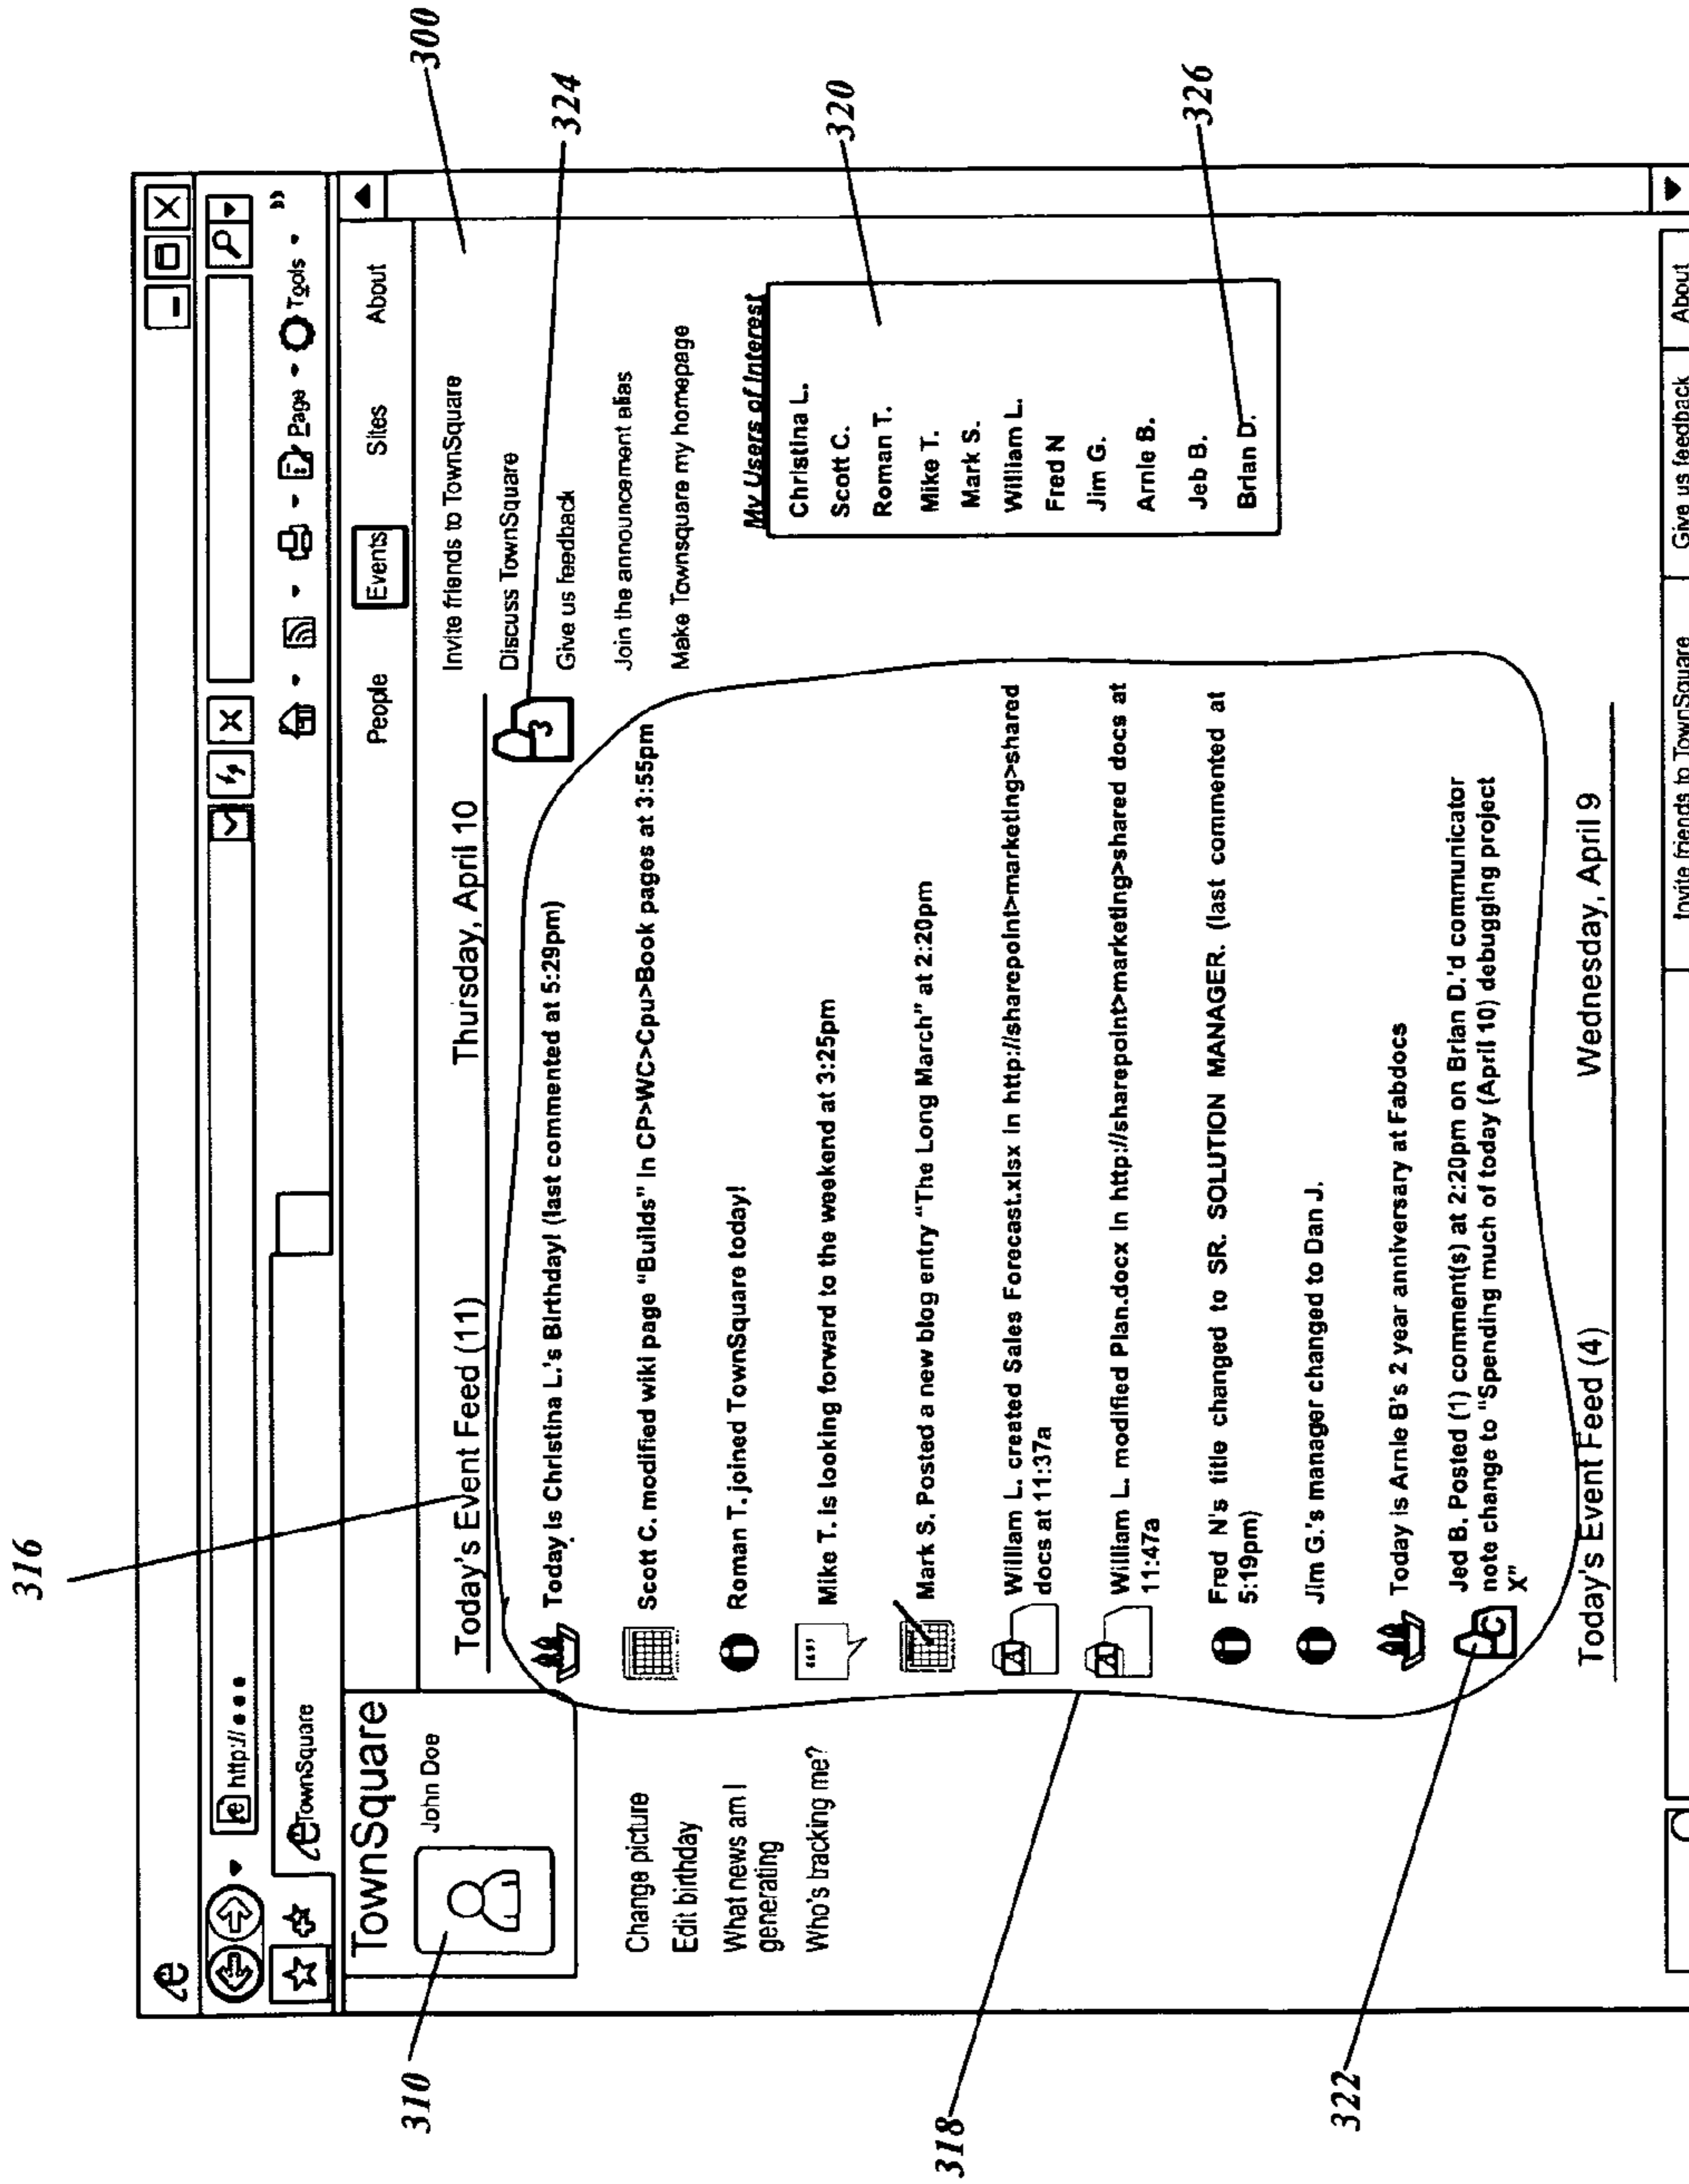 316
http://●●●
TownSquare
Page
Tools
»
TownSquare
John Doe
310
People
Events
Sites
About
300
Change picture
Edit birthday
What news am I
generating
Who's tracking me?
Today's Event Feed (11)
Thursday, April 10
3
324
Today is Christina L.'s Birthday! (last commented at 5:29pm)
Scott C. modified wiki page "Builds" in CP>WC>Cpu>Book pages at 3:55pm
Roman T. joined TownSquare today!
Mike T. is looking forward to the weekend at 3:25pm
Mark S. Posted a new blog entry "The Long March" at 2:20pm
William L. created Sales Forecast.xlsx in http://sharepoint>marketing>shared
docs at 11:37a
William L. modified Plan.docx in http://sharepoint>marketing>shared docs at
11:47a
Fred N's title changed to SR. SOLUTION MANAGER. (last commented at
5:19pm)
Jim G.'s manager changed to Dan J.
Today is Arnie B's 2 year anniversary at Fabdocs
C
Jed B. Posted (1) comment(s) at 2:20pm on Brian D.'d communicator
note change to "Spending much of today (April 10) debugging project
X"
318
322
Invite friends to TownSquare
Discuss TownSquare
Give us feedback
Join the announcement alias
Make Townsquare my homepage
My Users of Interest
320
Christina L.
Scott C.
Roman T.
Mike T.
Mark S.
William L.
Fred N
Jim G.
Arnie B.
Jeb B.
Brian D.
326
Today's Event Feed (4)
Wednesday, April 9
Invite friends to TownSquare
Give us feedback
About